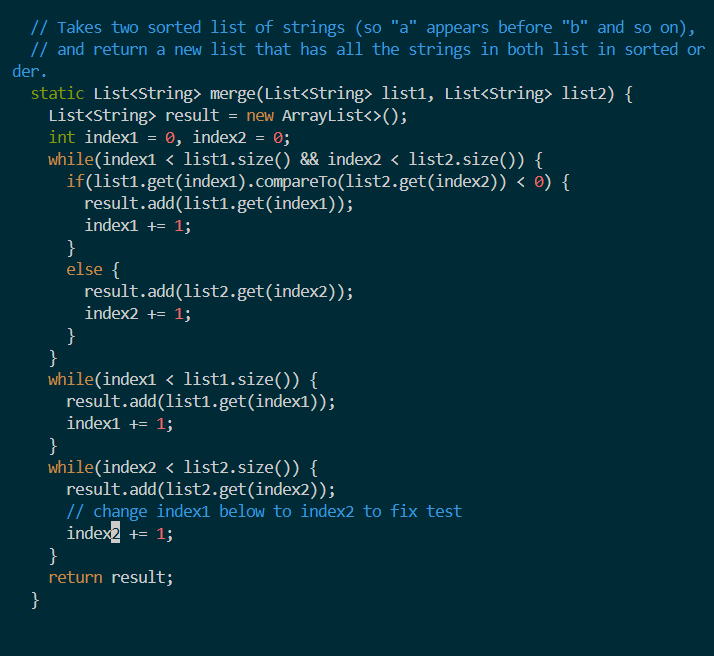 // Takes two sorted list of strings (so "a" appears before "b" and so on),
  // and return a new list that has all the strings in both list in sorted or
der.
  static List<String> merge(List<String> list1, List<String> list2) {
    List<String> result = new ArrayList<>();
    int index1 = 0, index2 = 0;
    while(index1 < list1.size() && index2 < list2.size()) {
      if(list1.get(index1).compareTo(list2.get(index2)) < 0) {
        result.add(list1.get(index1));
        index1 += 1;
      }
      else {
        result.add(list2.get(index2));
        index2 += 1;
      }
    }
    while(index1 < list1.size()) {
      result.add(list1.get(index1));
      index1 += 1;
    }
    while(index2 < list2.size()) {
      result.add(list2.get(index2));
      // change index1 below to index2 to fix test
      index2 += 1;
    }
    return result;
  }